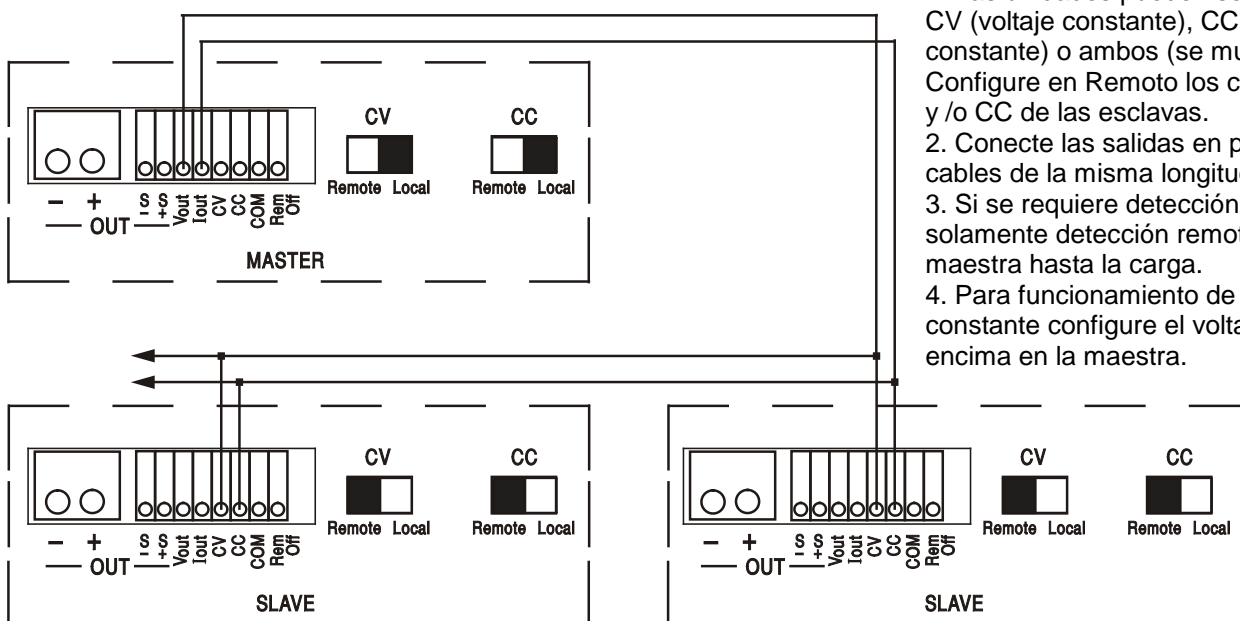 CV (voltaje constante), CC
constante) o ambos (se mu
Configure en Remoto los c
y /o CC de las esclavas.
2. Conecte las salidas en p
cables de la misma longitu
3. Si se requiere detección
solamente detección remot
maestra hasta la carga.
4. Para funcionamiento de
constante configure el volta
encima en la maestra.
CV
CC
Remote Local
Remote Local
- +
OUT
S -
S +
Vout
Iout
CV
CC
COM
Rem Off
MASTER
CV
CC
Remote Local
Remote Local
- +
OUT
S -
S +
Vout
Iout
CV
CC
COM
Rem Off
SLAVE
CV
CC
Remote Local
Remote Local
- +
OUT
S -
S +
Vout
Iout
CV
CC
COM
Rem Off
SLAVE